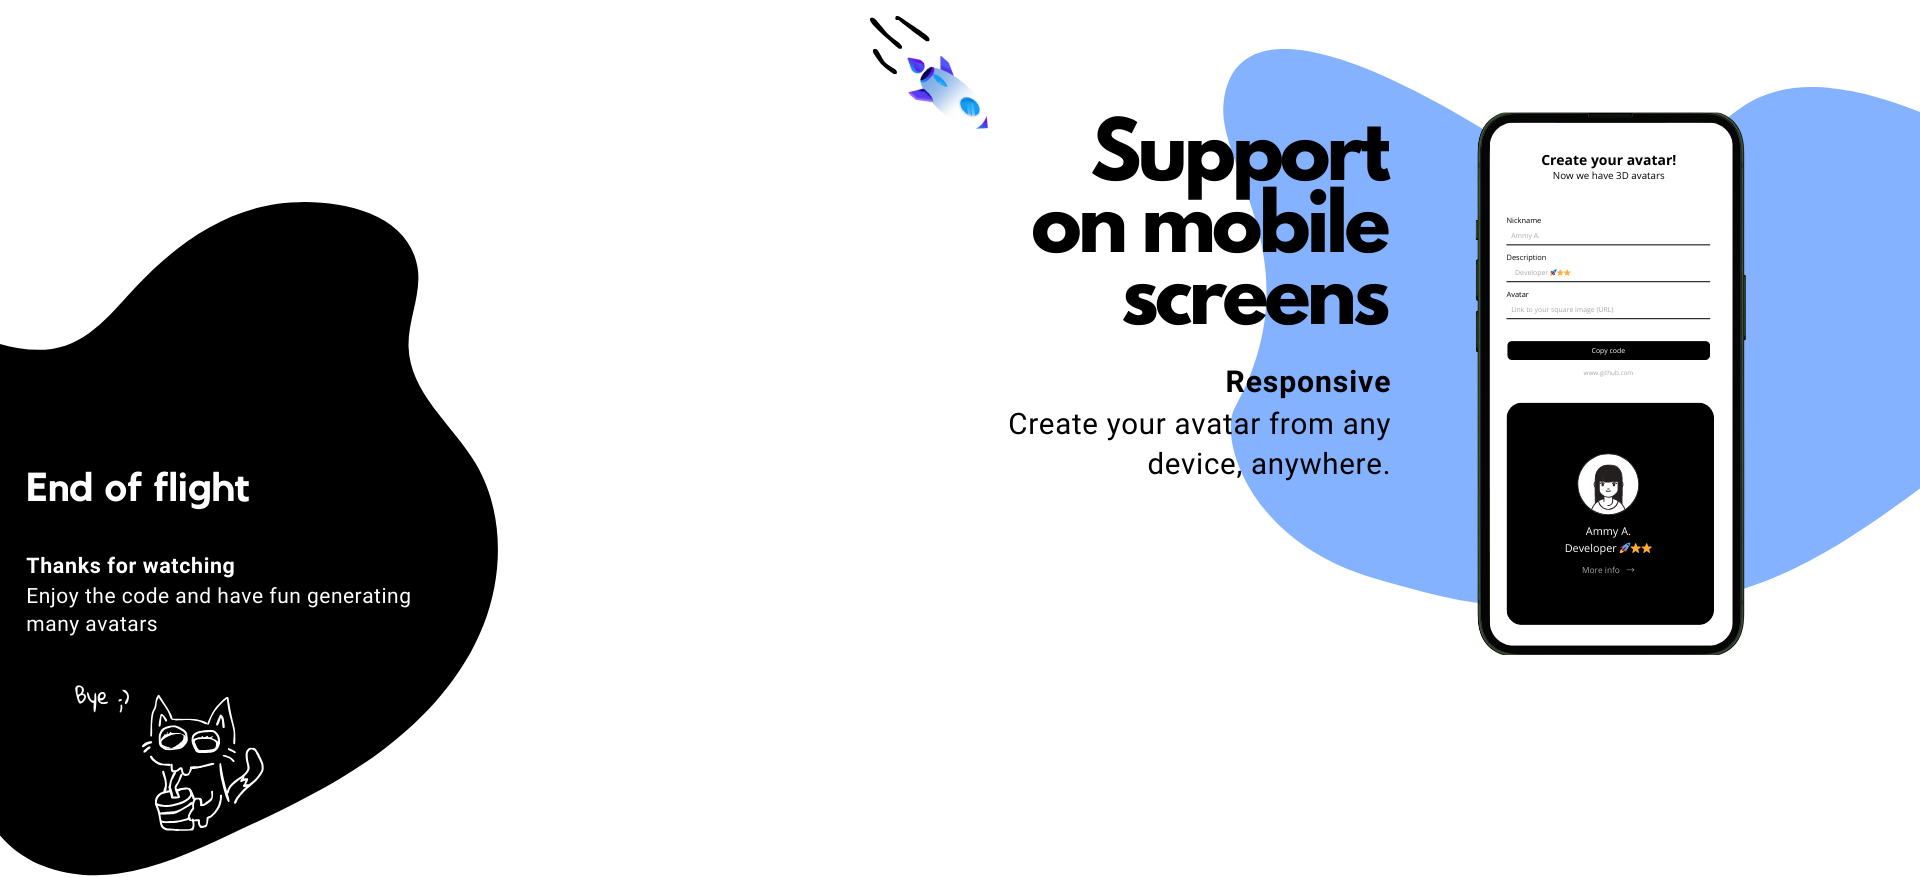 Support
on mobile
screens
Responsive
Create your avatar from any
device, anywhere.
Create your avatar!
Now we have 3D avatars
Nickname
Ammy A.
Description
Developer 🚀⭐⭐
Avatar
Link to your square image (URL)
Copy code
www.github.com
Ammy A.
Developer 🚀⭐⭐
More info →
End of flight
Thanks for watching
Enjoy the code and have fun generating
many avatars
Bye ;)